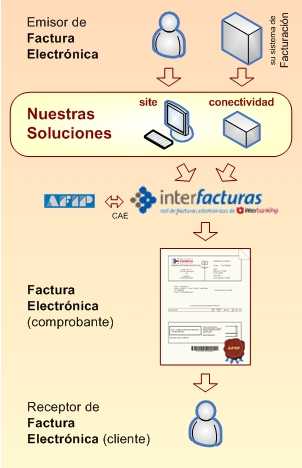 Emisor de
Factura
Electrónica
su sistema de
Facturación
Nuestras
Soluciones
site
conectividad
AFIP
CAE
interfacturas
red de facturas electrónicas de interbanking
Factura
Electrónica
(comprobante)
AFIP
Receptor de
Factura
Electrónica (cliente)